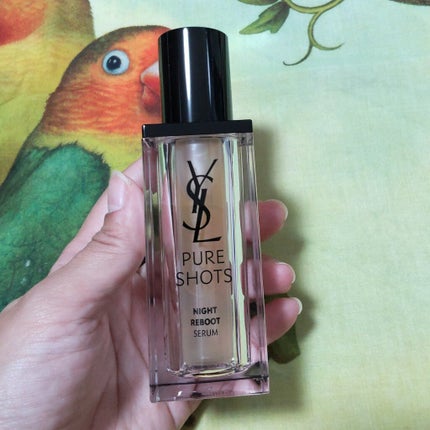 YSL
PURE
SHOTS
NIGHT
REBOOT
SERUM